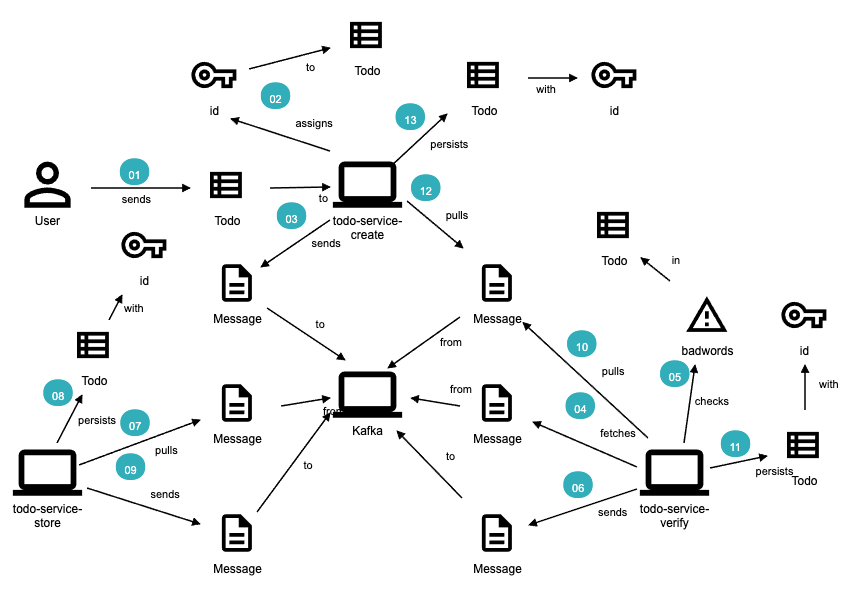 to
Todo
02
id
assigns
13
persists
Todo
with
id
01
sends
User
Todo
to
03
sends
todo-service-
create
12
pulls
id
with
Message
to
Message
from
Todo
in
badwords
id
10
pulls
05
checks
with
Todo
08
persists
07
pulls
09
sends
Message
from
Kafka
from
Message
04
fetches
11
persists
Todo
todo-service-
store
to
Message
to
Message
06
sends
todo-service-
verify